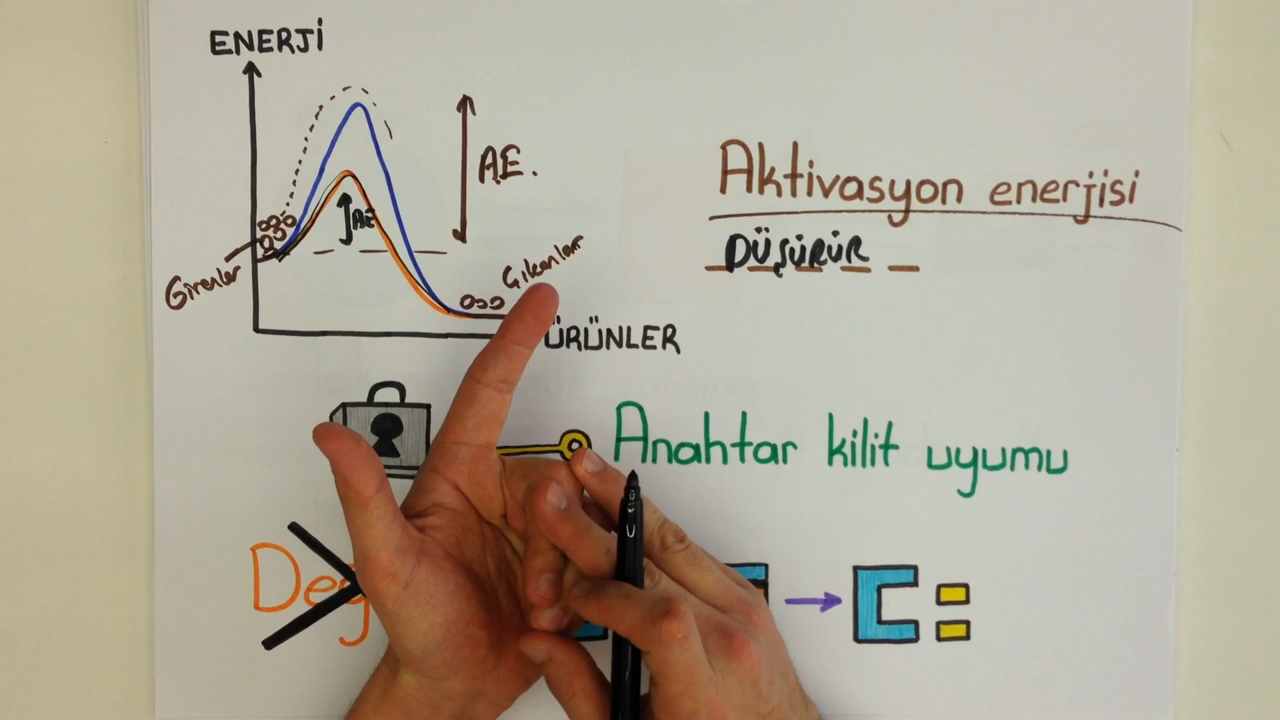 ENERJİ
A.E.
AE
Girenler
Çıkanlar
ÜRÜNLER
Aktivasyon enerjisi
DÜŞÜRÜR
Anahtar kilit uyumu